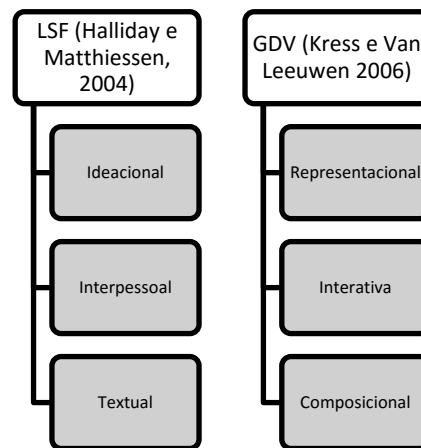 LSF (Halliday e
Matthiessen,
2004)
Ideacional
Interpessoal
Textual
GDV (Kress e Van
Leeuwen 2006)
Representacional
Interativa
Composicional